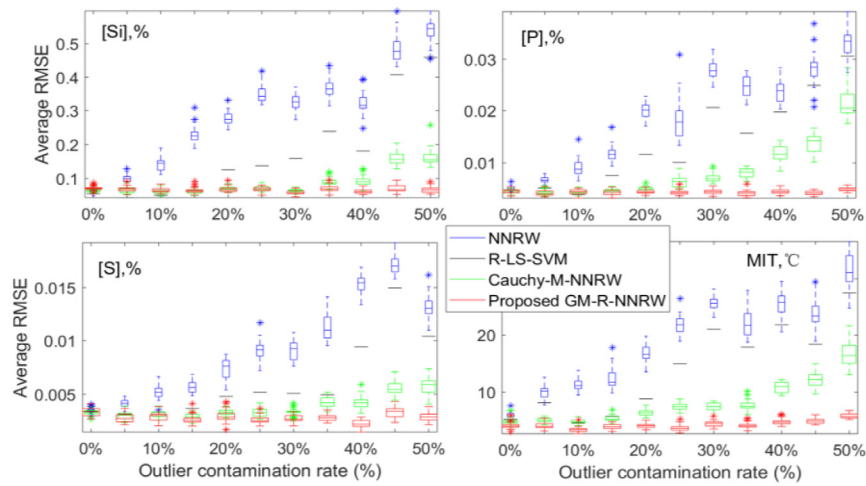 [Si],%
Average RMSE
0.5
0.4
0.3
0.2
0.1
0% 10% 20% 30% 40% 50%
[P],%
0.03
0.02
0.01
0% 10% 20% 30% 40% 50%
[S],%
Average RMSE
0.015
0.01
0.005
0% 10% 20% 30% 40% 50%
Outlier contamination rate (%)
NNRW
R-LS-SVM
Cauchy-M-NNRW
Proposed GM-R-NNRW
MIT,℃
20
10
0% 10% 20% 30% 40% 50%
Outlier contamination rate (%)